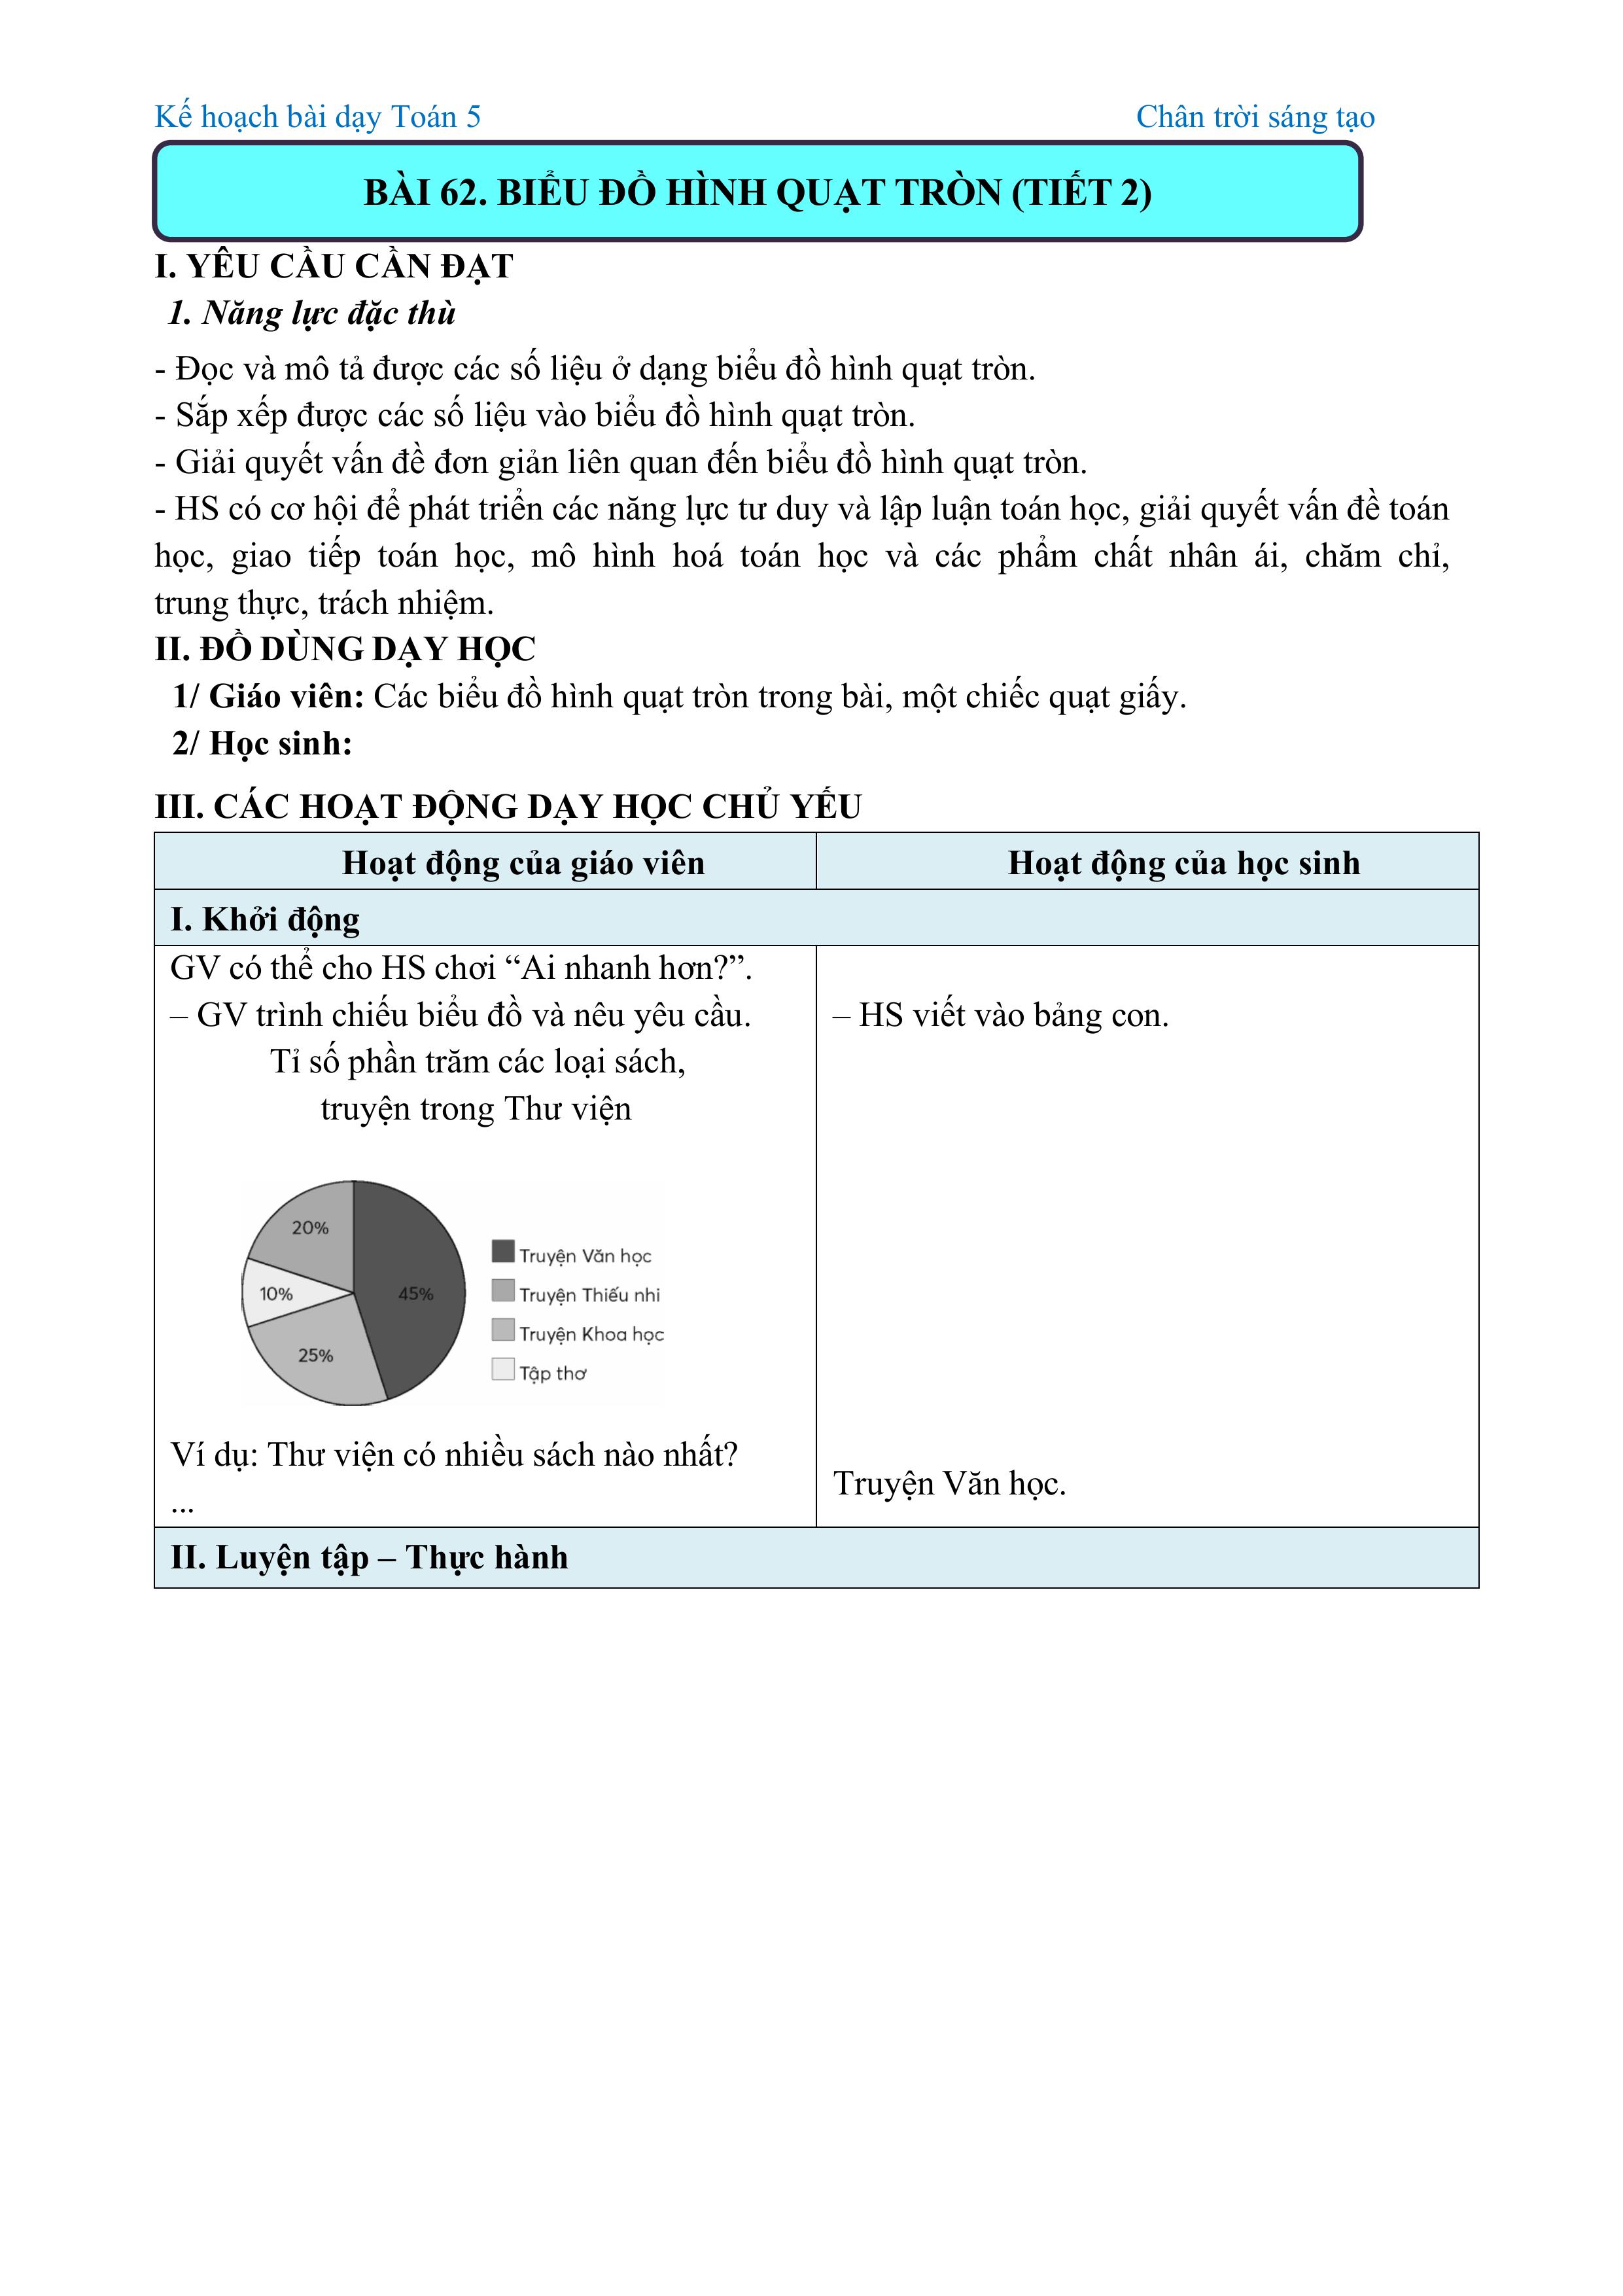 Kế hoạch bài dạy Toán 5 Chân trời sáng tạo
BÀI 62. BIỂU ĐỒ HÌNH QUẠT TRÒN (TIẾT 2)
I. YÊU CẦU CẦN ĐẠT
1. Năng lực đặc thù
- Đọc và mô tả được các số liệu ở dạng biểu đồ hình quạt tròn.
- Sắp xếp được các số liệu vào biểu đồ hình quạt tròn.
- Giải quyết vấn đề đơn giản liên quan đến biểu đồ hình quạt tròn.
- HS có cơ hội để phát triển các năng lực tư duy và lập luận toán học, giải quyết vấn đề toán
học, giao tiếp toán học, mô hình hoá toán học và các phẩm chất nhân ái, chăm chỉ,
trung thực, trách nhiệm.
II. ĐỒ DÙNG DẠY HỌC
1/ Giáo viên: Các biểu đồ hình quạt tròn trong bài, một chiếc quạt giấy.
2/ Học sinh:
III. CÁC HOẠT ĐỘNG DẠY HỌC CHỦ YẾU
Hoạt động của giáo viên Hoạt động của học sinh
I. Khởi động
GV có thể cho HS chơi “Ai nhanh hơn?”.
– GV trình chiếu biểu đồ và nêu yêu cầu.
Tỉ số phần trăm các loại sách,
truyện trong Thư viện
20%
10%
45%
25%
Truyện Văn học
Truyện Thiếu nhi
Truyện Khoa học
Tập thơ
Ví dụ: Thư viện có nhiều sách nào nhất?
...
– HS viết vào bảng con.
Truyện Văn học.
II. Luyện tập – Thực hành